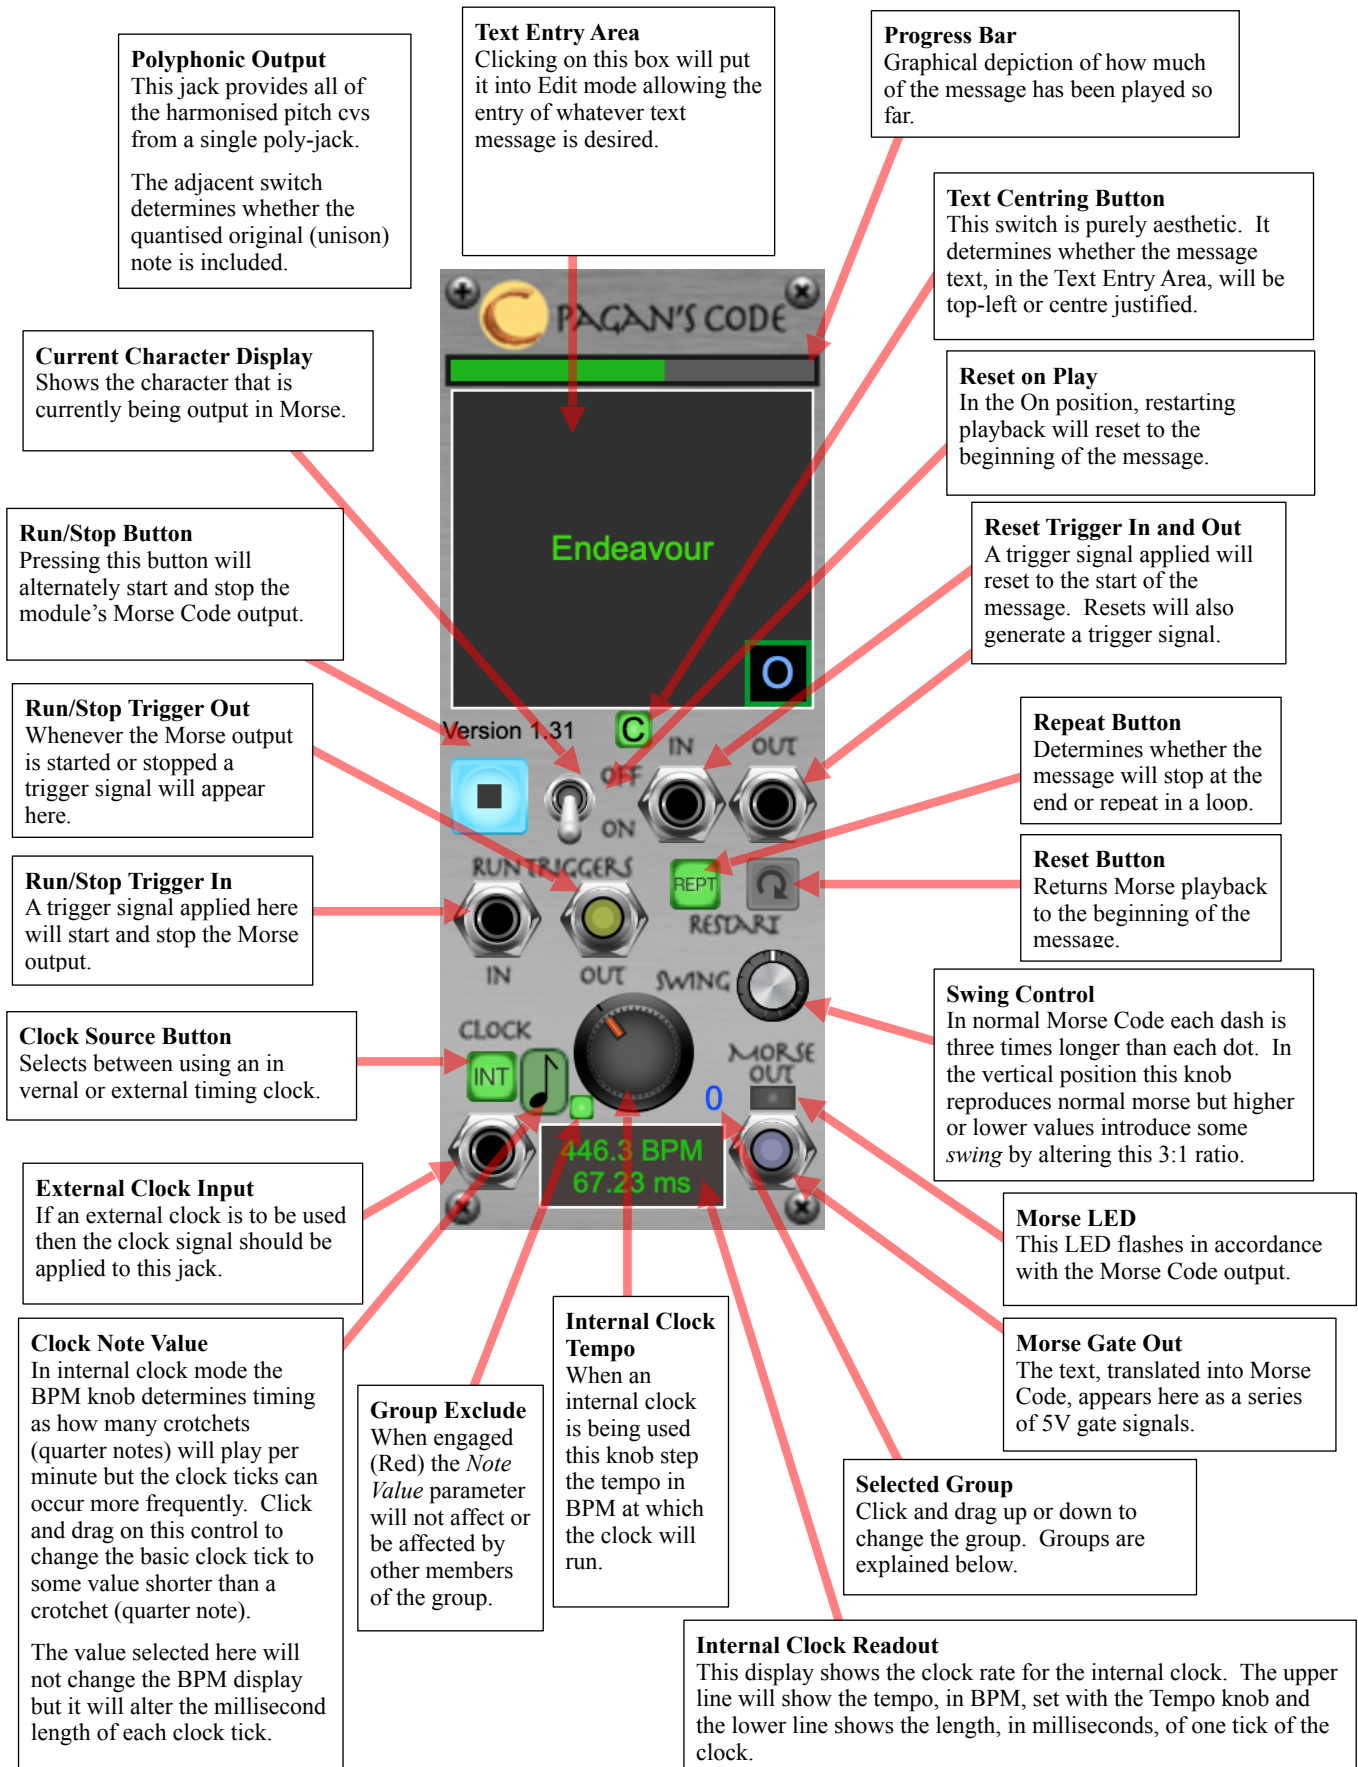 Polyphonic Output
This jack provides all of
the harmonised pitch cvs
from a single poly-jack.
The adjacent switch
determines whether the
quantised original (unison)
note is included.
Text Entry Area
Clicking on this box will put
it into Edit mode allowing the
entry of whatever text
message is desired.
Progress Bar
Graphical depiction of how much
of the message has been played so
far.
Text Centring Button
This switch is purely aesthetic.  It
determines whether the message
text, in the Text Entry Area, will be
top-left or centre justified.
Current Character Display
Shows the character that is
currently being output in Morse.
Reset on Play
In the On position, restarting
playback will reset to the
beginning of the message.
Run/Stop Button
Pressing this button will
alternately start and stop the
module's Morse Code output.
Reset Trigger In and Out
A trigger signal applied will
reset to the start of the
message.  Resets will also
generate a trigger signal.
Run/Stop Trigger Out
Whenever the Morse output
is started or stopped a
trigger signal will appear
here.
Repeat Button
Determines whether the
message will stop at the
end or repeat in a loop.
Run/Stop Trigger In
A trigger signal applied here
will start and stop the Morse
output.
Reset Button
Returns Morse playback
to the beginning of the
message.
Clock Source Button
Selects between using an in
vernal or external timing clock.
Swing Control
In normal Morse Code each dash is
three times longer than each dot.  In
the vertical position this knob
reproduces normal morse but higher
or lower values introduce some
swing by altering this 3:1 ratio.
External Clock Input
If an external clock is to be used
then the clock signal should be
applied to this jack.
Morse LED
This LED flashes in accordance
with the Morse Code output.
Clock Note Value
In internal clock mode the
BPM knob determines timing
as how many crotchets
(quarter notes) will play per
minute but the clock ticks can
occur more frequently.  Click
and drag on this control to
change the basic clock tick to
some value shorter than a
crotchet (quarter note).
The value selected here will
not change the BPM display
but it will alter the millisecond
length of each clock tick.
Group Exclude
When engaged
(Red) the Note
Value parameter
will not affect or
be affected by
other members
of the group.
Internal Clock
Tempo
When an
internal clock
is being used
this knob step
the tempo in
BPM at which
the clock will
run.
Morse Gate Out
The text, translated into Morse
Code, appears here as a series
of 5V gate signals.
Selected Group
Click and drag up or down to
change the group.  Groups are
explained below.
Internal Clock Readout
This display shows the clock rate for the internal clock.  The upper
line will show the tempo, in BPM, set with the Tempo knob and
the lower line shows the length, in milliseconds, of one tick of the
clock.
PAGAN'S CODE
Endeavour
O
Version 1.31
C
IN
OUT
OFF
ON
RUN TRIGGERS
REPT
RESTART
IN
OUT
SWING
CLOCK
INT
MORSE
OUT
0
446.3 BPM
67.23 ms